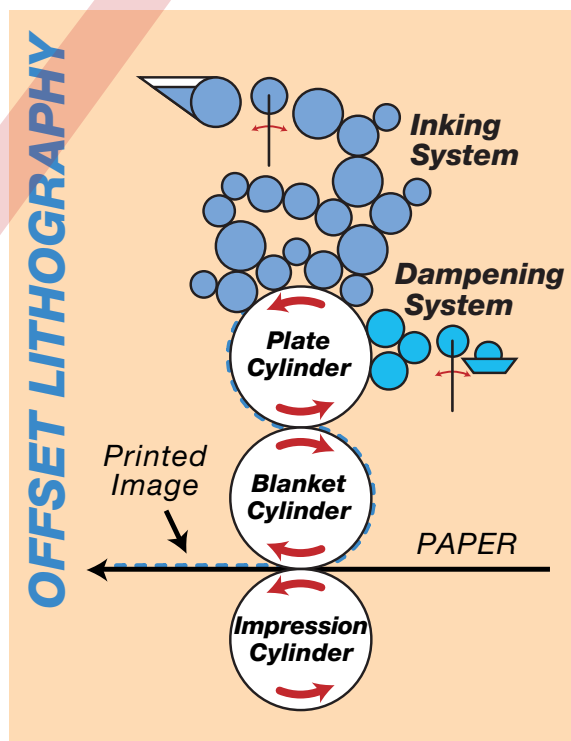 OFFSET LITHOGRAPHY
Inking
System
Dampening
System
Plate
Cylinder
Printed
Image
Blanket
Cylinder
PAPER
Impression
Cylinder